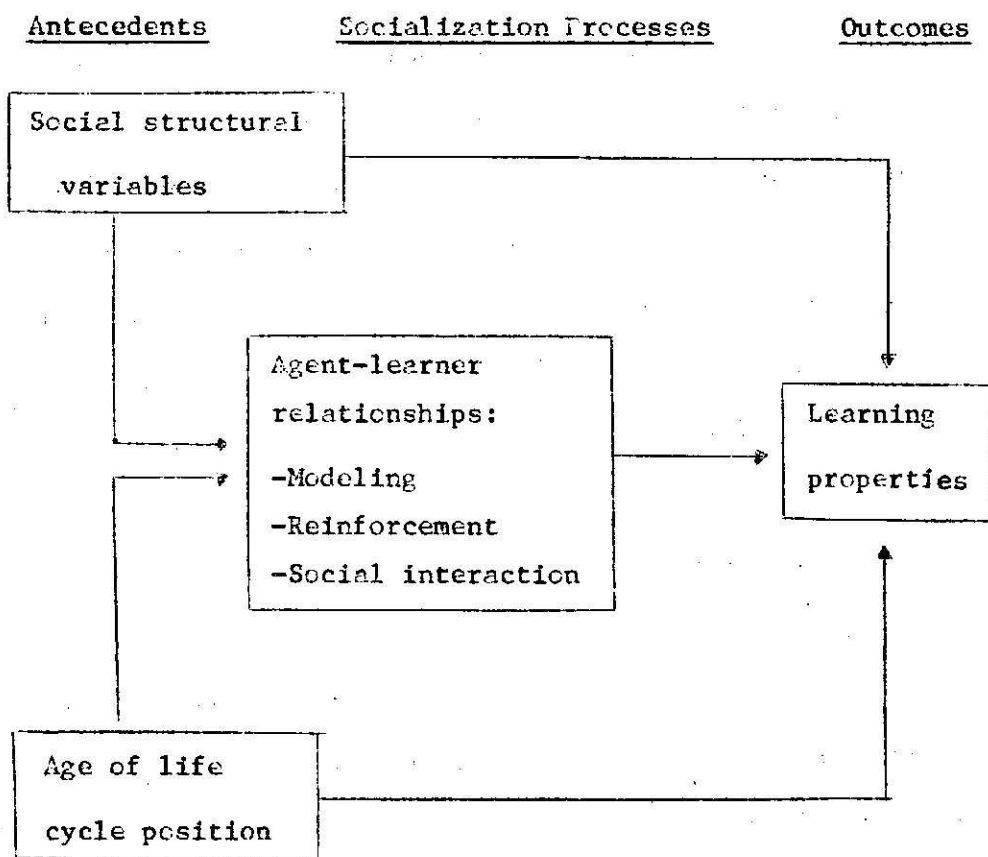 Antecedents Socialization Processes Outcomes
Social structural
variables
Agent-learner
relationships:
-Modeling
-Reinforcement
-Social interaction
Learning
properties
Age of life
cycle position